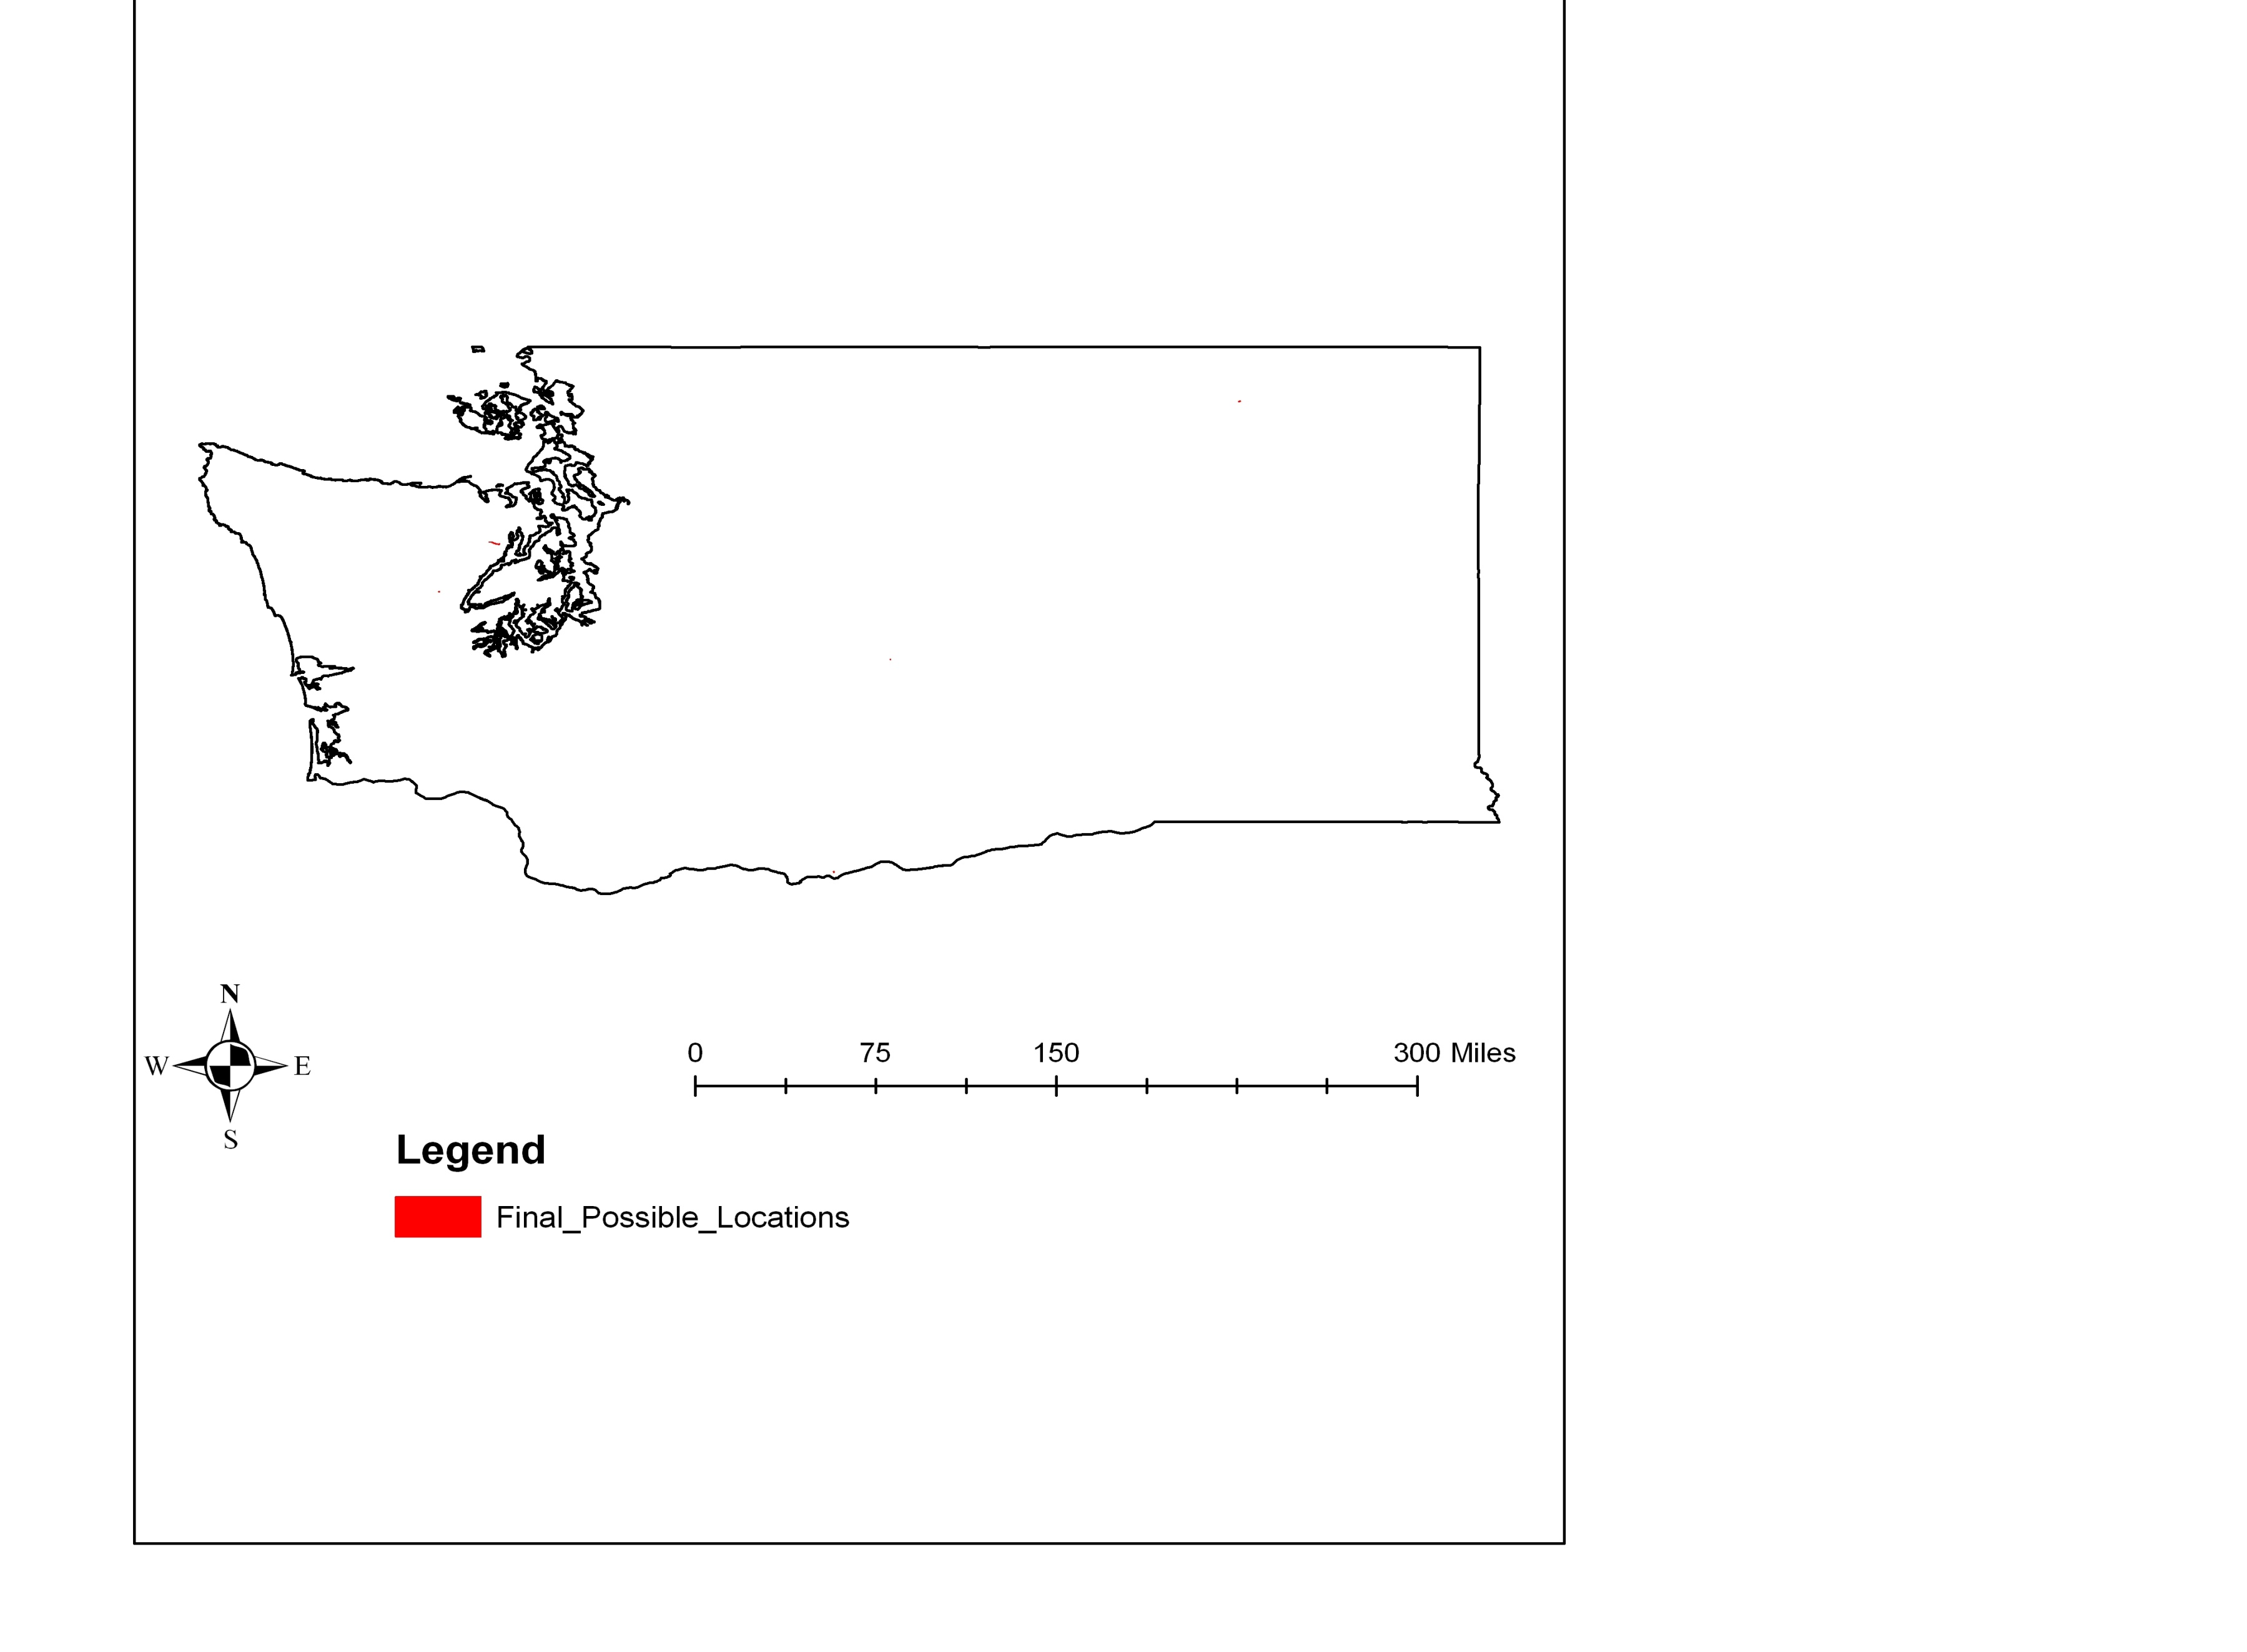 N
W E
S
0 75 150 300 Miles
Legend
Final_Possible_Locations